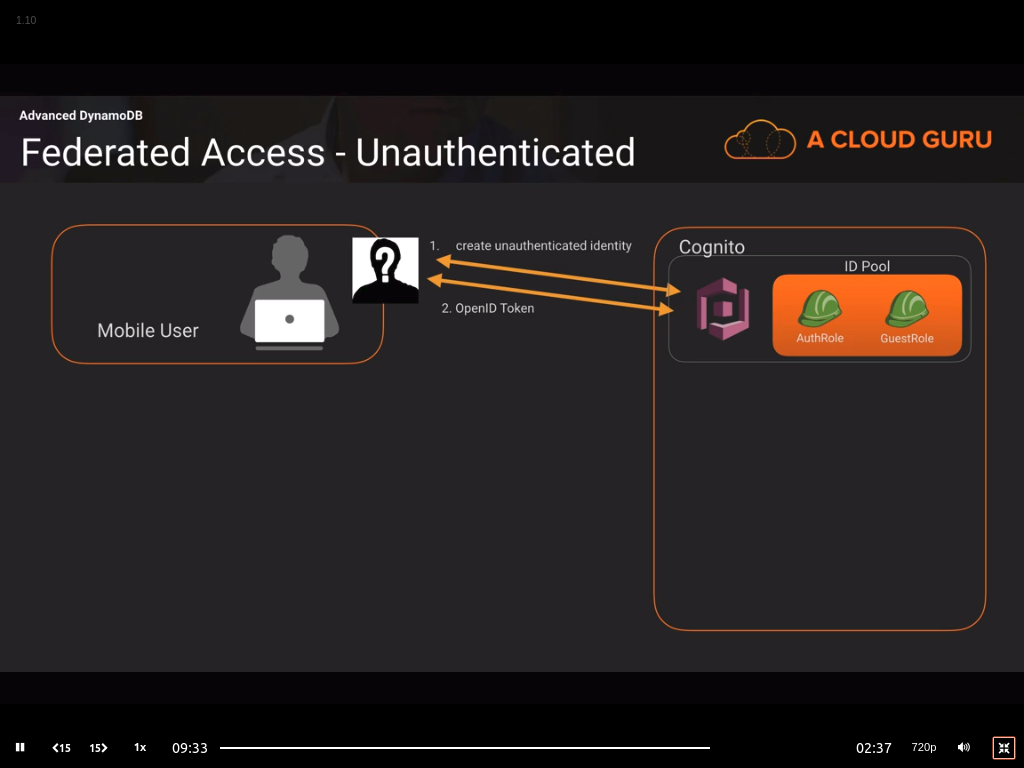 1.10
Advanced DynamoDB
Federated Access - Unauthenticated
A CLOUD GURU
1. create unauthenticated identity
2. OpenID Token
Mobile User
?
Cognito
ID Pool
AuthRole
GuestRole
15
15
1x
09:33
02:37
720p